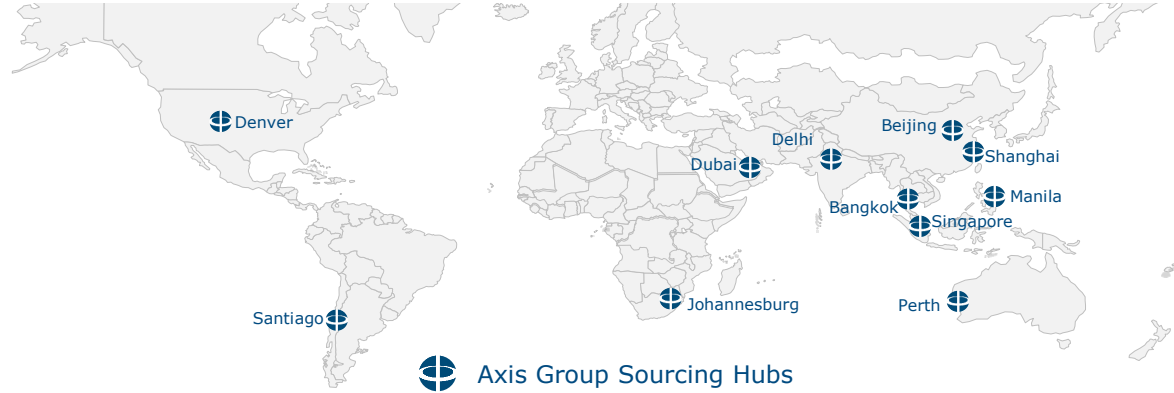 Denver
Beijing
Delhi
Shanghai
Dubai
Manila
Bangkok
Singapore
Johannesburg
Perth
Santiago
Axis Group Sourcing Hubs